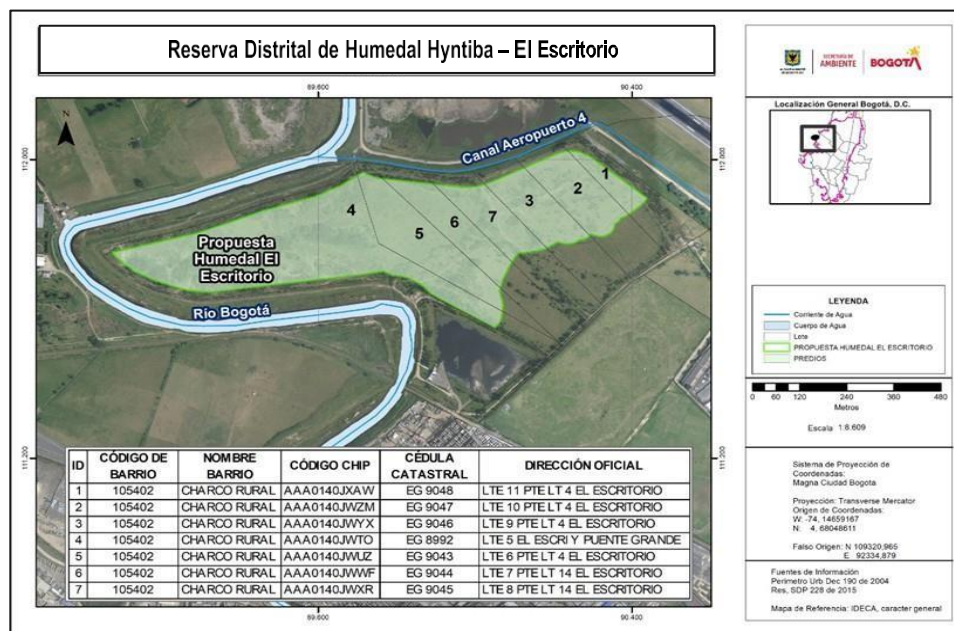 Reserva Distrital de Humedal Hyntiba – El Escritorio
89.600
90.400
N
112.000
112.000
Canal Aeropuerto 4
1
2
3
4
5
6
7
Propuesta
Humedal El
Escritorio
Río Bogotá
111.200
111.200
ID CÓDIGO DE BARRIO NOMBRE BARRIO CÓDIGO CHIP CÉDULA CATASTRAL DIRECCIÓN OFICIAL
1 105402 CHARCO RURAL AAA0140JXAW EG 9048 LTE 11 PTE LT 4 EL ESCRITORIO
2 105402 CHARCO RURAL AAA0140JWZM EG 9047 LTE 10 PTE LT 4 EL ESCRITORIO
3 105402 CHARCO RURAL AAA0140JWYX EG 9046 LTE 9 PTE LT 4 EL ESCRITORIO
4 105402 CHARCO RURAL AAA0140JWTO EG 8992 LTE 5 EL ESCRI Y PUENTE GRANDE
5 105402 CHARCO RURAL AAA0140JWUZ EG 9043 LTE 6 PTE LT 4 EL ESCRITORIO
6 105402 CHARCO RURAL AAA0140JWWF EG 9044 LTE 7 PTE LT 14 EL ESCRITORIO
7 105402 CHARCO RURAL AAA0140JWXR EG 9045 LTE 8 PTE LT 14 EL ESCRITORIO
89.600
90.400
SECRETARÍA DE
AMBIENTE
BOGOTÁ
Localización General Bogotá, D.C.
LEYENDA
Corriente de Agua
Cuerpo de Agua
Lote
PROPUESTA HUMEDAL EL ESCRITORIO
PREDIOS
0 60 120 240 360 480
Metros
Escala 1:8.609
Sistema de Proyección de
Coordenadas:
Magna Ciudad Bogota
Proyección: Transverse Mercator
Origen de Coordenadas:
W: -74, 14659167
N: 4, 68048611
Falso Origen: N 109320,965
E 92334,879
Fuentes de Información
Perimetro Urb Dec 190 de 2004
Res, SDP 228 de 2015
Mapa de Referencia: IDECA, caracter general